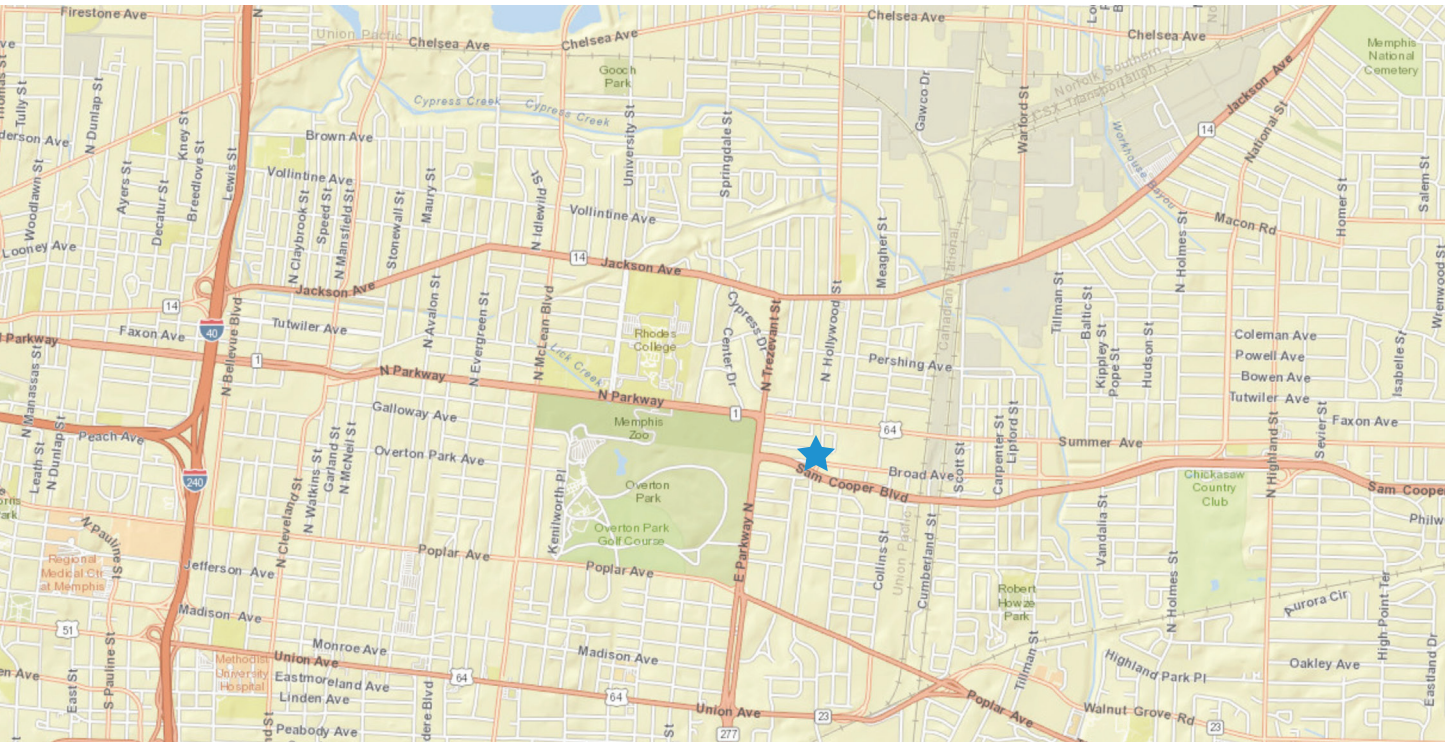 Firestone Ave
N
Chelsea Ave
Union Pacific
Chelsea Ave
Chelsea Ave
Chelsea Ave
Memphis
National
Cemetery
Gooch
Park
Norfolk Southern
CSX Transportation
Jackson Ave
Tully St
N Dunlap St
Cypress Creek
Cypress Creek
Gawco Dr
Warford St
14
National St
Workhouse Bayou
Kney St
Brown Ave
University St
Springdale St
Woodlawn St
Ayers St
Decatur St
Breedlove St
Lewis St
Vollintine Ave
N Claybrook St
Speed St
N Mansfield St
Stonewall St
Maury St
N Idlewild St
Vollintine Ave
Meagher St
Homer St
Salem St
Macon Rd
N Holmes St
Looney Ave
14
Jackson Ave
Jackson Ave
14
Canadian National
Wrenwood St
Tillman St
Baltic St
N Avalon St
N Evergreen St
N McLean Blvd
Cypress Dr
N Trezevant St
N Hollywood St
40
Faxon Ave
Tutwiler Ave
N Bellevue Blvd
Rhodes
College
Center Dr
Kippley St
Pope St
Hudson St
Coleman Ave
Powell Ave
Bowen Ave
Tutwiler Ave
Isabelle St
Parkway
1
N Parkway
Lick Creek
N Parkway
Pershing Ave
N Manassas St
Galloway Ave
Memphis
Zoo
1
64
Summer Ave
Faxon Ave
Peach Ave
Leath St
N Dunlap St
240
N Watkins St
Garland St
N McNeil St
Overton Park Ave
Sam Cooper Blvd
Broad Ave
Scott St
Carpenter St
Lipford St
N Highland St
Sevier St
Chickasaw
Country
Club
Sam Coope
Overton
Park
Kenilworth Pl
Overton Park
Golf Course
E Parkway N
N Pauline St
N Cleveland St
Poplar Ave
Poplar Ave
Collins St
Union Pacific
Cumberland St
Vandalia St
N Holmes St
Philw
Regional
Medical Ctr
at Memphis
Jefferson Ave
Robert
Howze
Park
Aurora Cir
High Point Ter
Madison Ave
51
S Pauline St
East St
Monroe Ave
Union Ave
Madison Ave
Tillman St
Highland Park Pl
Oakley Ave
Eastland Dr
Methodist
University
Hospital
Eastmoreland Ave
Linden Ave
Peabody Ave
64
64
Union Ave
277
23
Poplar Ave
Walnut Grove Rd
23